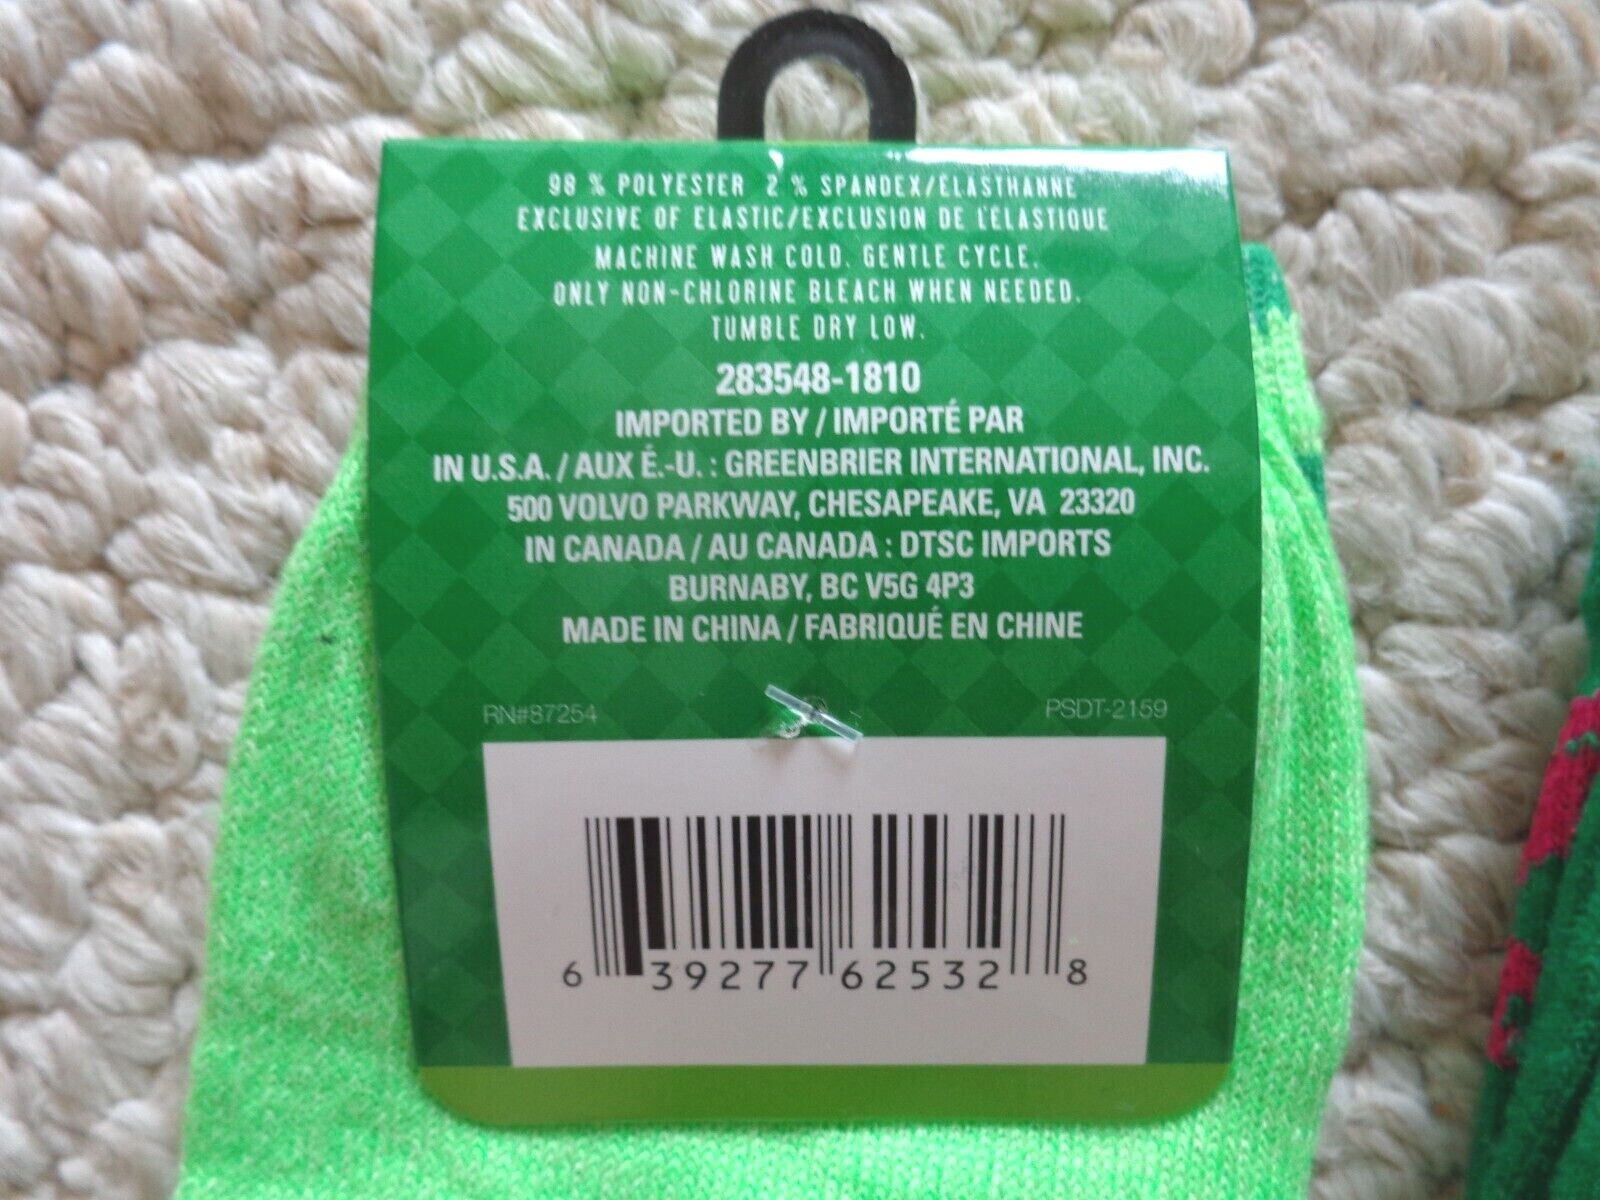 98 % POLYESTER 2 % SPANDEX/ÉLASTHANNE
EXCLUSIVE OF ELASTIC/EXCLUSION DE L'ÉLASTIQUE
MACHINE WASH COLD. GENTLE CYCLE.
ONLY NON-CHLORINE BLEACH WHEN NEEDED.
TUMBLE DRY LOW.
283548-1810
IMPORTED BY / IMPORTÉ PAR
IN U.S.A. / AUX É.-U. : GREENBRIER INTERNATIONAL, INC.
500 VOLVO PARKWAY, CHESAPEAKE, VA 23320
IN CANADA / AU CANADA : DTSC IMPORTS
BURNABY, BC V5G 4P3
MADE IN CHINA / FABRIQUÉ EN CHINE
RN#87254 PSDT-2159
6 39277 62532 8